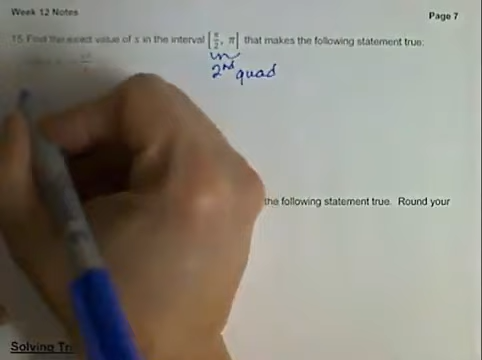 Week 12 Notes
Page 7
15. Find the exact value of s in the interval [π/2, π] that makes the following statement true:
in
2nd quad
the following statement true. Round your
Solving Tr